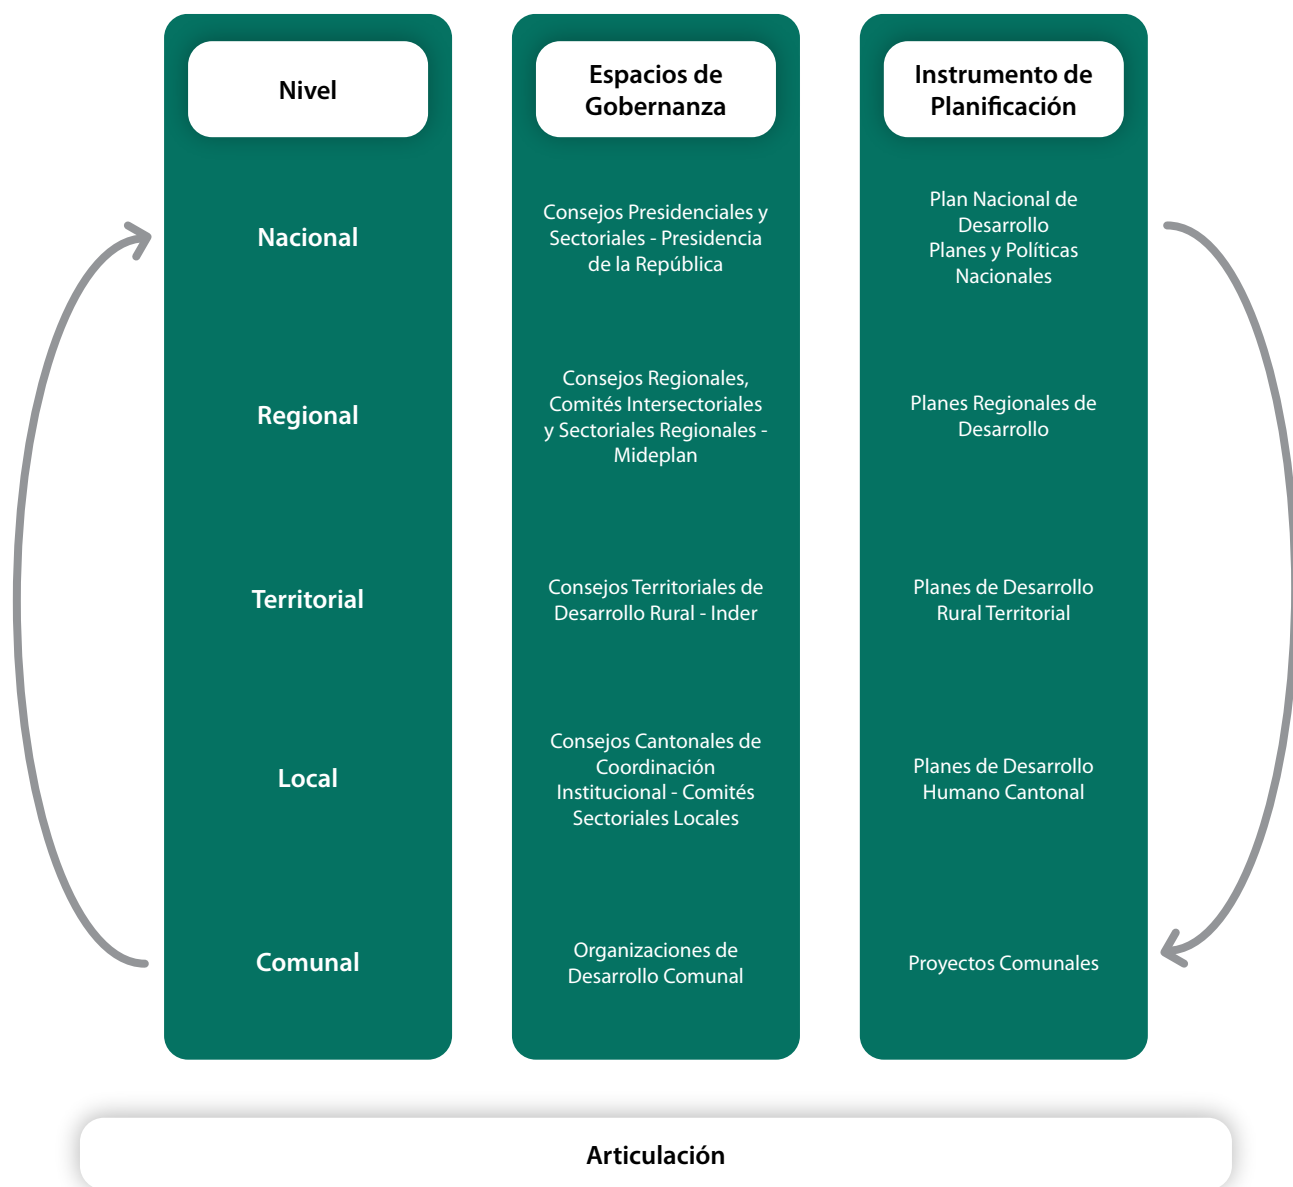 Nivel
Espacios de
Gobernanza
Instrumento de
Planificación
Nacional
Consejos Presidenciales y
Sectoriales - Presidencia
de la República
Plan Nacional de
Desarrollo
Planes y Políticas
Nacionales
Regional
Consejos Regionales,
Comités Intersectoriales
y Sectoriales Regionales -
Mideplan
Planes Regionales de
Desarrollo
Territorial
Consejos Territoriales de
Desarrollo Rural - Inder
Planes de Desarrollo
Rural Territorial
Local
Consejos Cantonales de
Coordinación
Institucional - Comités
Sectoriales Locales
Planes de Desarrollo
Humano Cantonal
Comunal
Organizaciones de
Desarrollo Comunal
Proyectos Comunales
Articulación